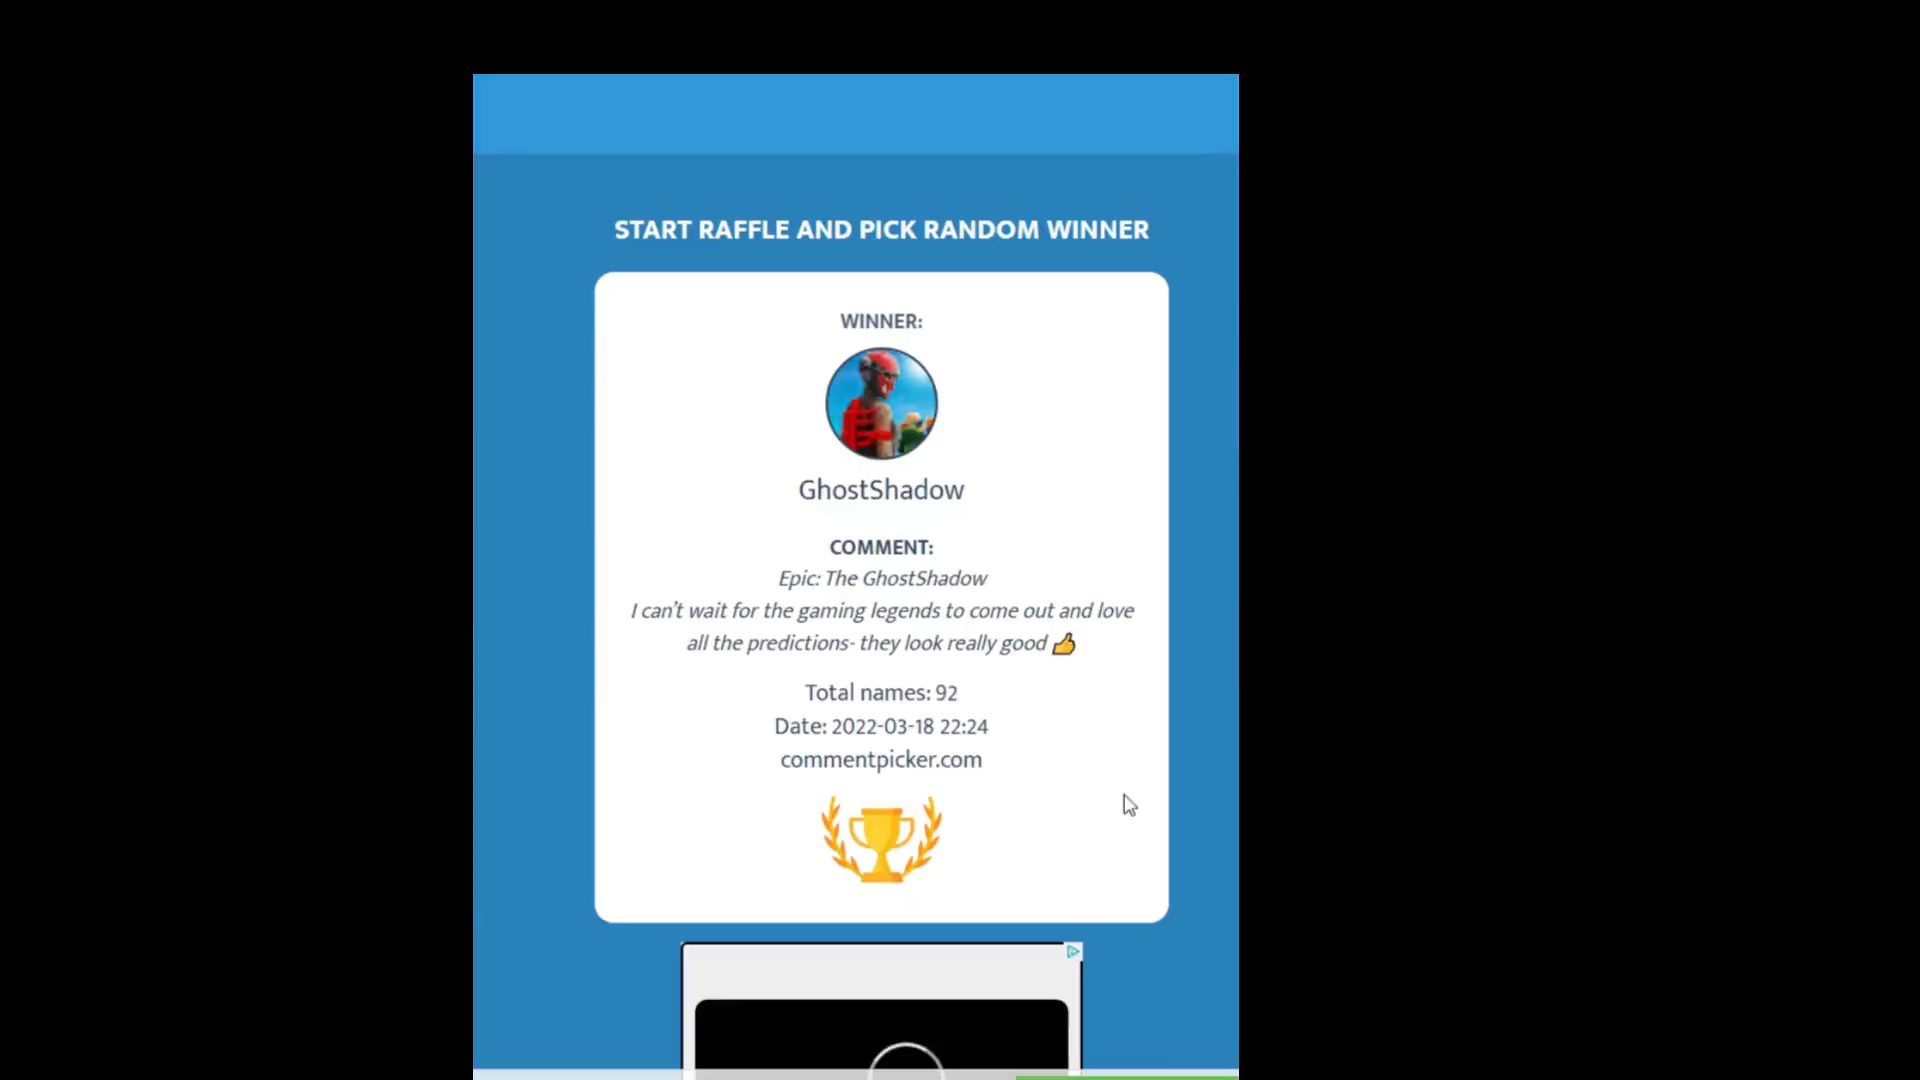 START RAFFLE AND PICK RANDOM WINNER
WINNER:
GhostShadow
COMMENT:
Epic: The GhostShadow
I can’t wait for the gaming legends to come out and love
all the predictions- they look really good 👍
Total names: 92
Date: 2022-03-18 22:24
commentpicker.com